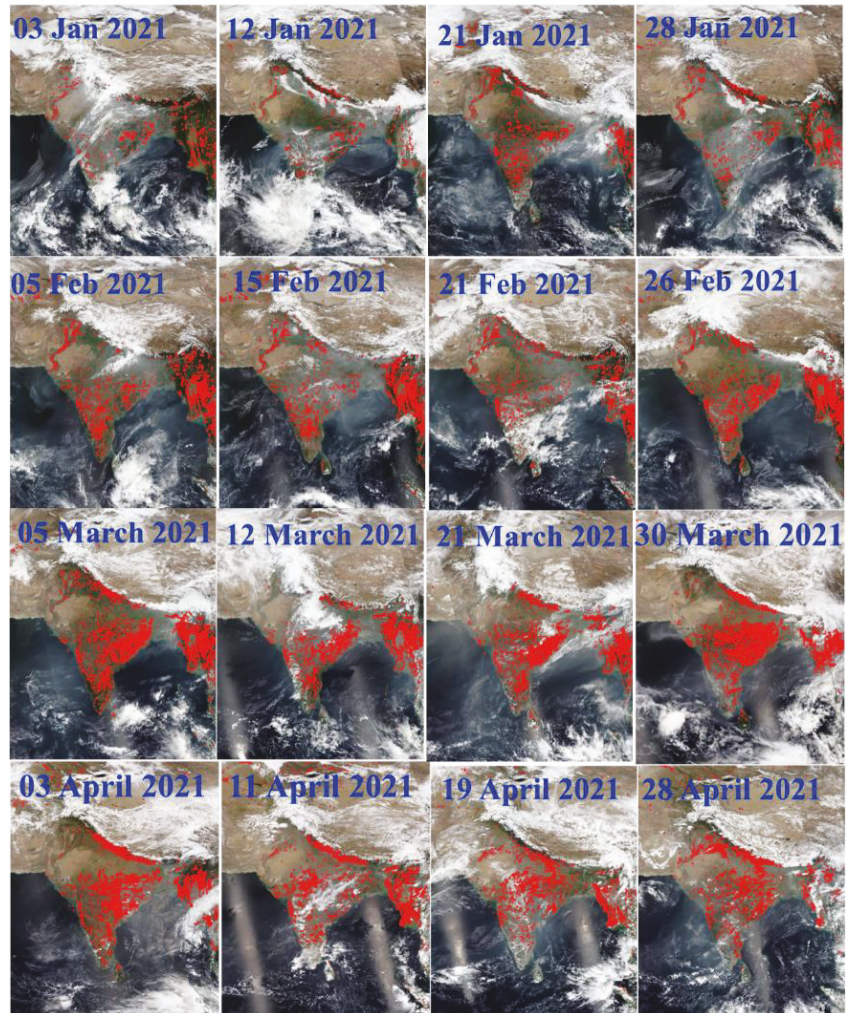 03 Jan 2021
12 Jan 2021
21 Jan 2021
28 Jan 2021
05 Feb 2021
15 Feb 2021
21 Feb 2021
26 Feb 2021
05 March 2021
12 March 2021
21 March 2021
30 March 2021
03 April 2021
11 April 2021
19 April 2021
28 April 2021